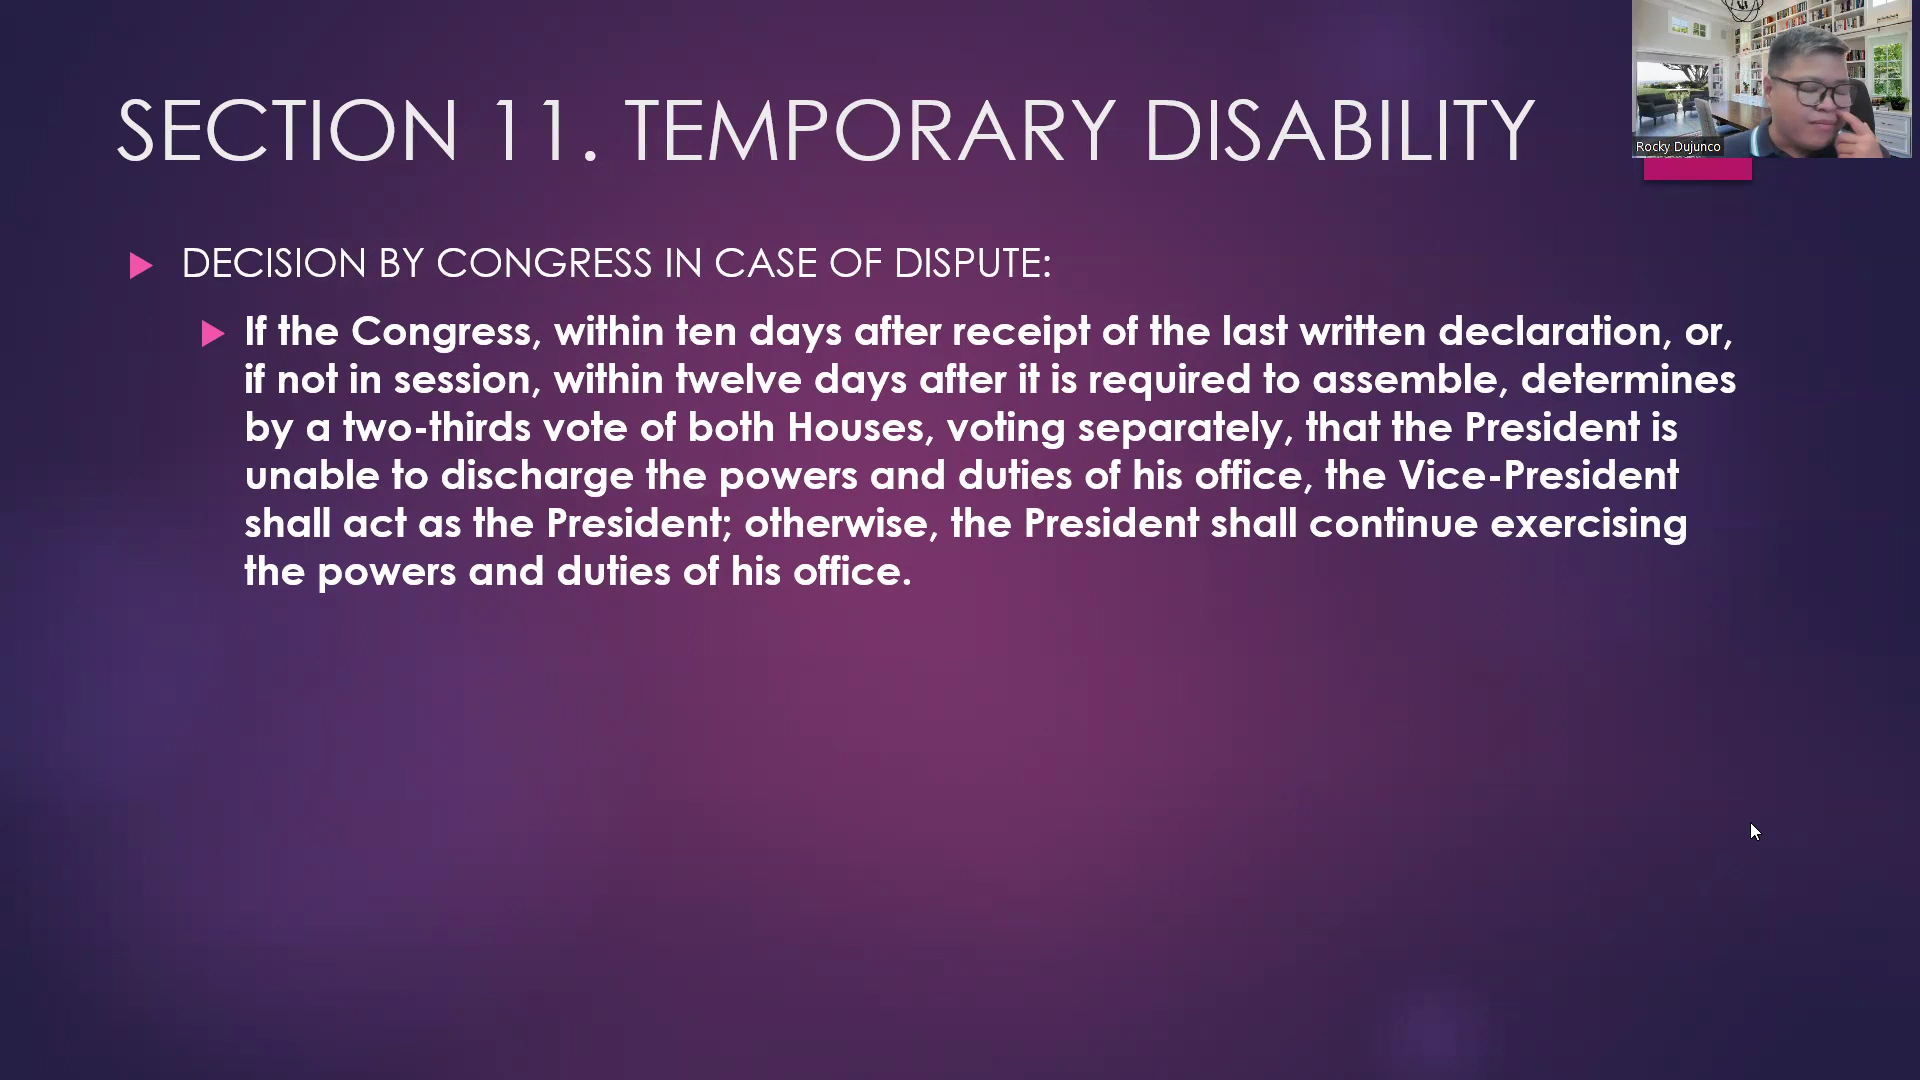 SECTION 11. TEMPORARY DISABILITY
Rocky Dujunco
DECISION BY CONGRESS IN CASE OF DISPUTE:
If the Congress, within ten days after receipt of the last written declaration, or,
if not in session, within twelve days after it is required to assemble, determines
by a two-thirds vote of both Houses, voting separately, that the President is
unable to discharge the powers and duties of his office, the Vice-President
shall act as the President; otherwise, the President shall continue exercising
the powers and duties of his office.